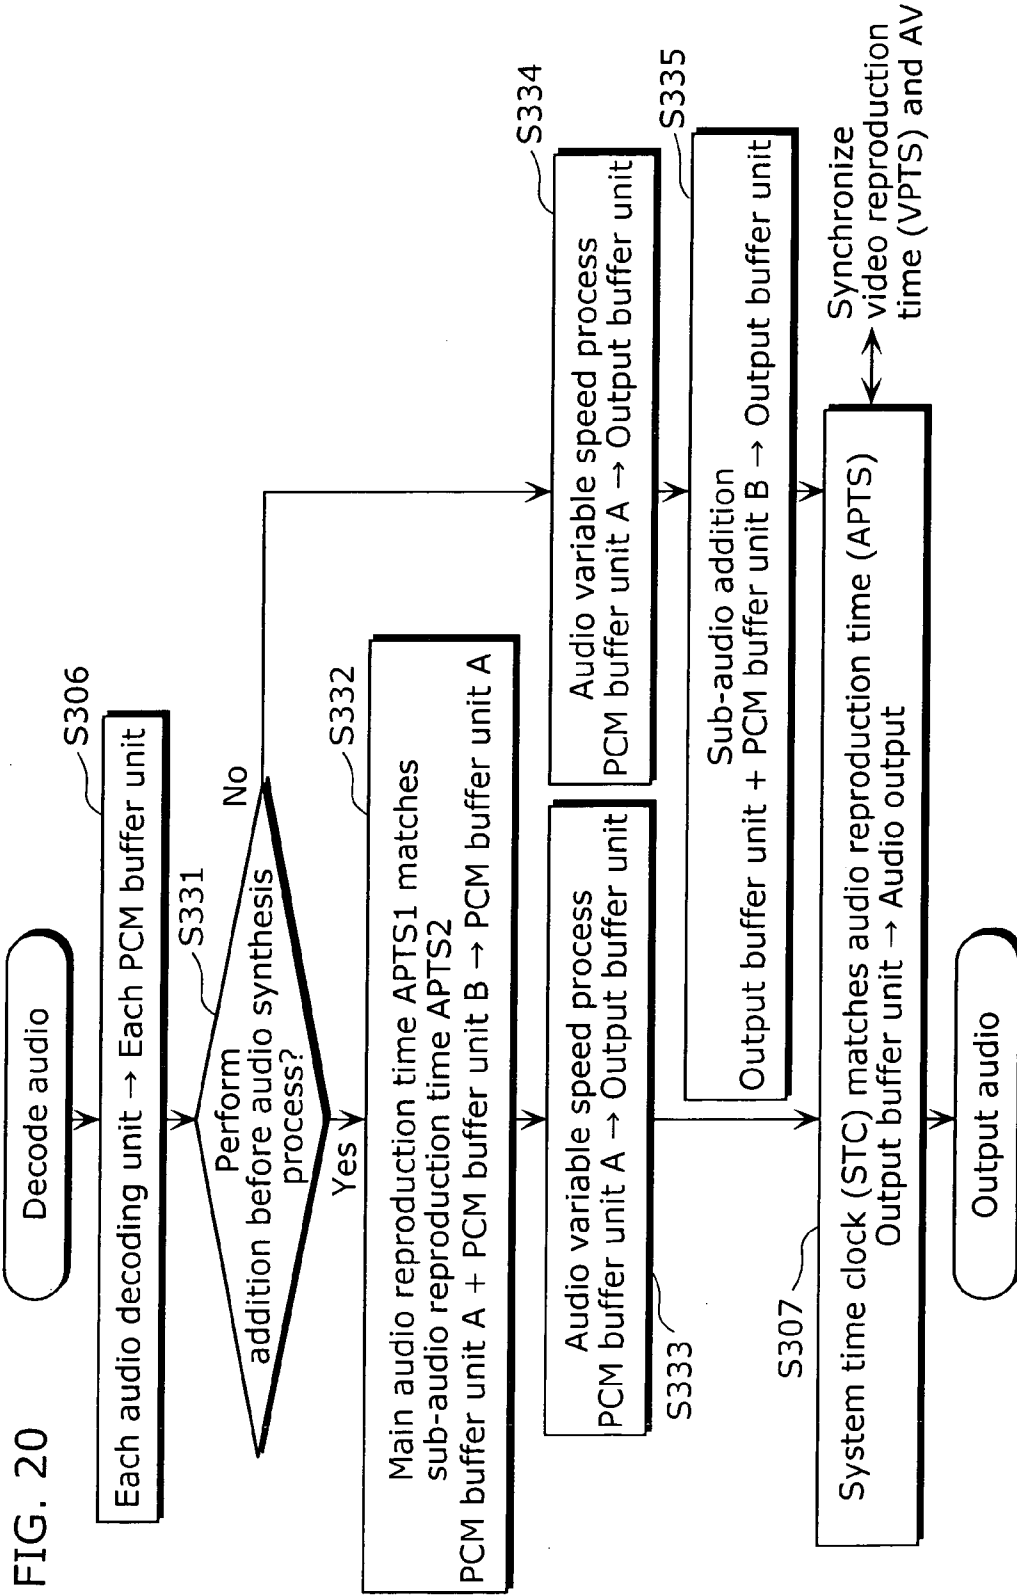 FIG. 20
Decode audio
S306
Each audio decoding unit → Each PCM buffer unit
S331
Perform
addition before audio synthesis
process?
No
Yes
S332
Main audio reproduction time APTS1 matches
sub-audio reproduction time APTS2
PCM buffer unit A + PCM buffer unit B → PCM buffer unit A
S333
Audio variable speed process
PCM buffer unit A → Output buffer unit
S334
Audio variable speed process
PCM buffer unit A → Output buffer unit
S335
Sub-audio addition
Output buffer unit + PCM buffer unit B → Output buffer unit
S307
System time clock (STC) matches audio reproduction time (APTS)
Output buffer unit → Audio output
Synchronize
video reproduction
time (VPTS) and AV
Output audio